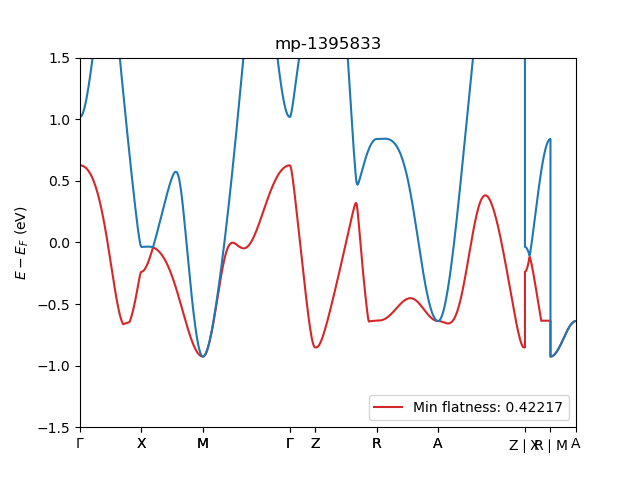 mp-1395833
E − E_F (eV)
1.5
1.0
0.5
0.0
−0.5
−1.0
−1.5
Min flatness: 0.42217
Γ X M Γ Z R A Z | X R | M A